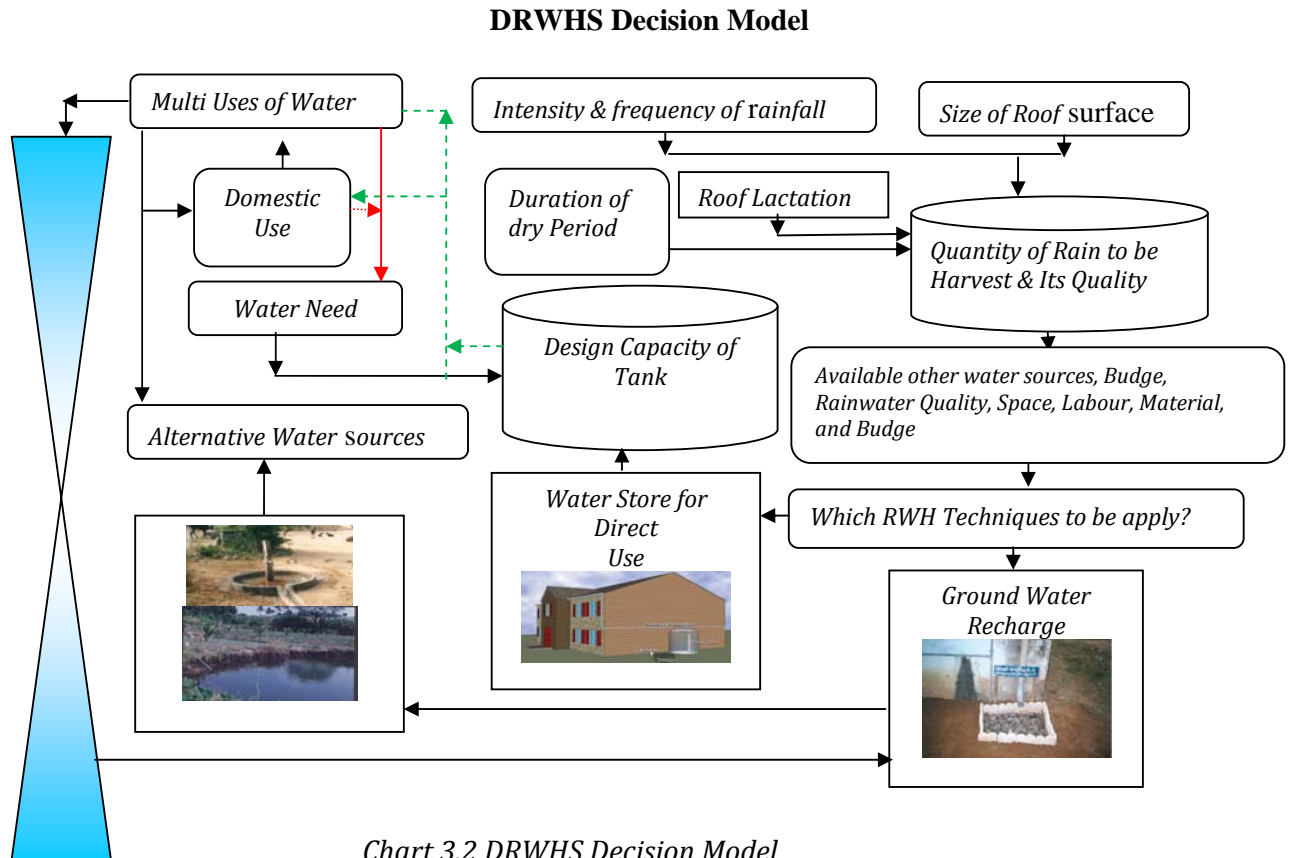 DRWHS Decision Model
Multi Uses of Water
Intensity & frequency of rainfall
Size of Roof surface
Domestic
Use
Duration of
dry Period
Roof Lactation
Quantity of Rain to be
Harvest & Its Quality
Water Need
Design Capacity of
Tank
Available other water sources, Budge,
Rainwater Quality, Space, Labour, Material,
and Budge
Alternative Water sources
Water Store for
Direct
Use
Which RWH Techniques to be apply?
Ground Water
Recharge
Chart 3.2 DRWHS Decision Model